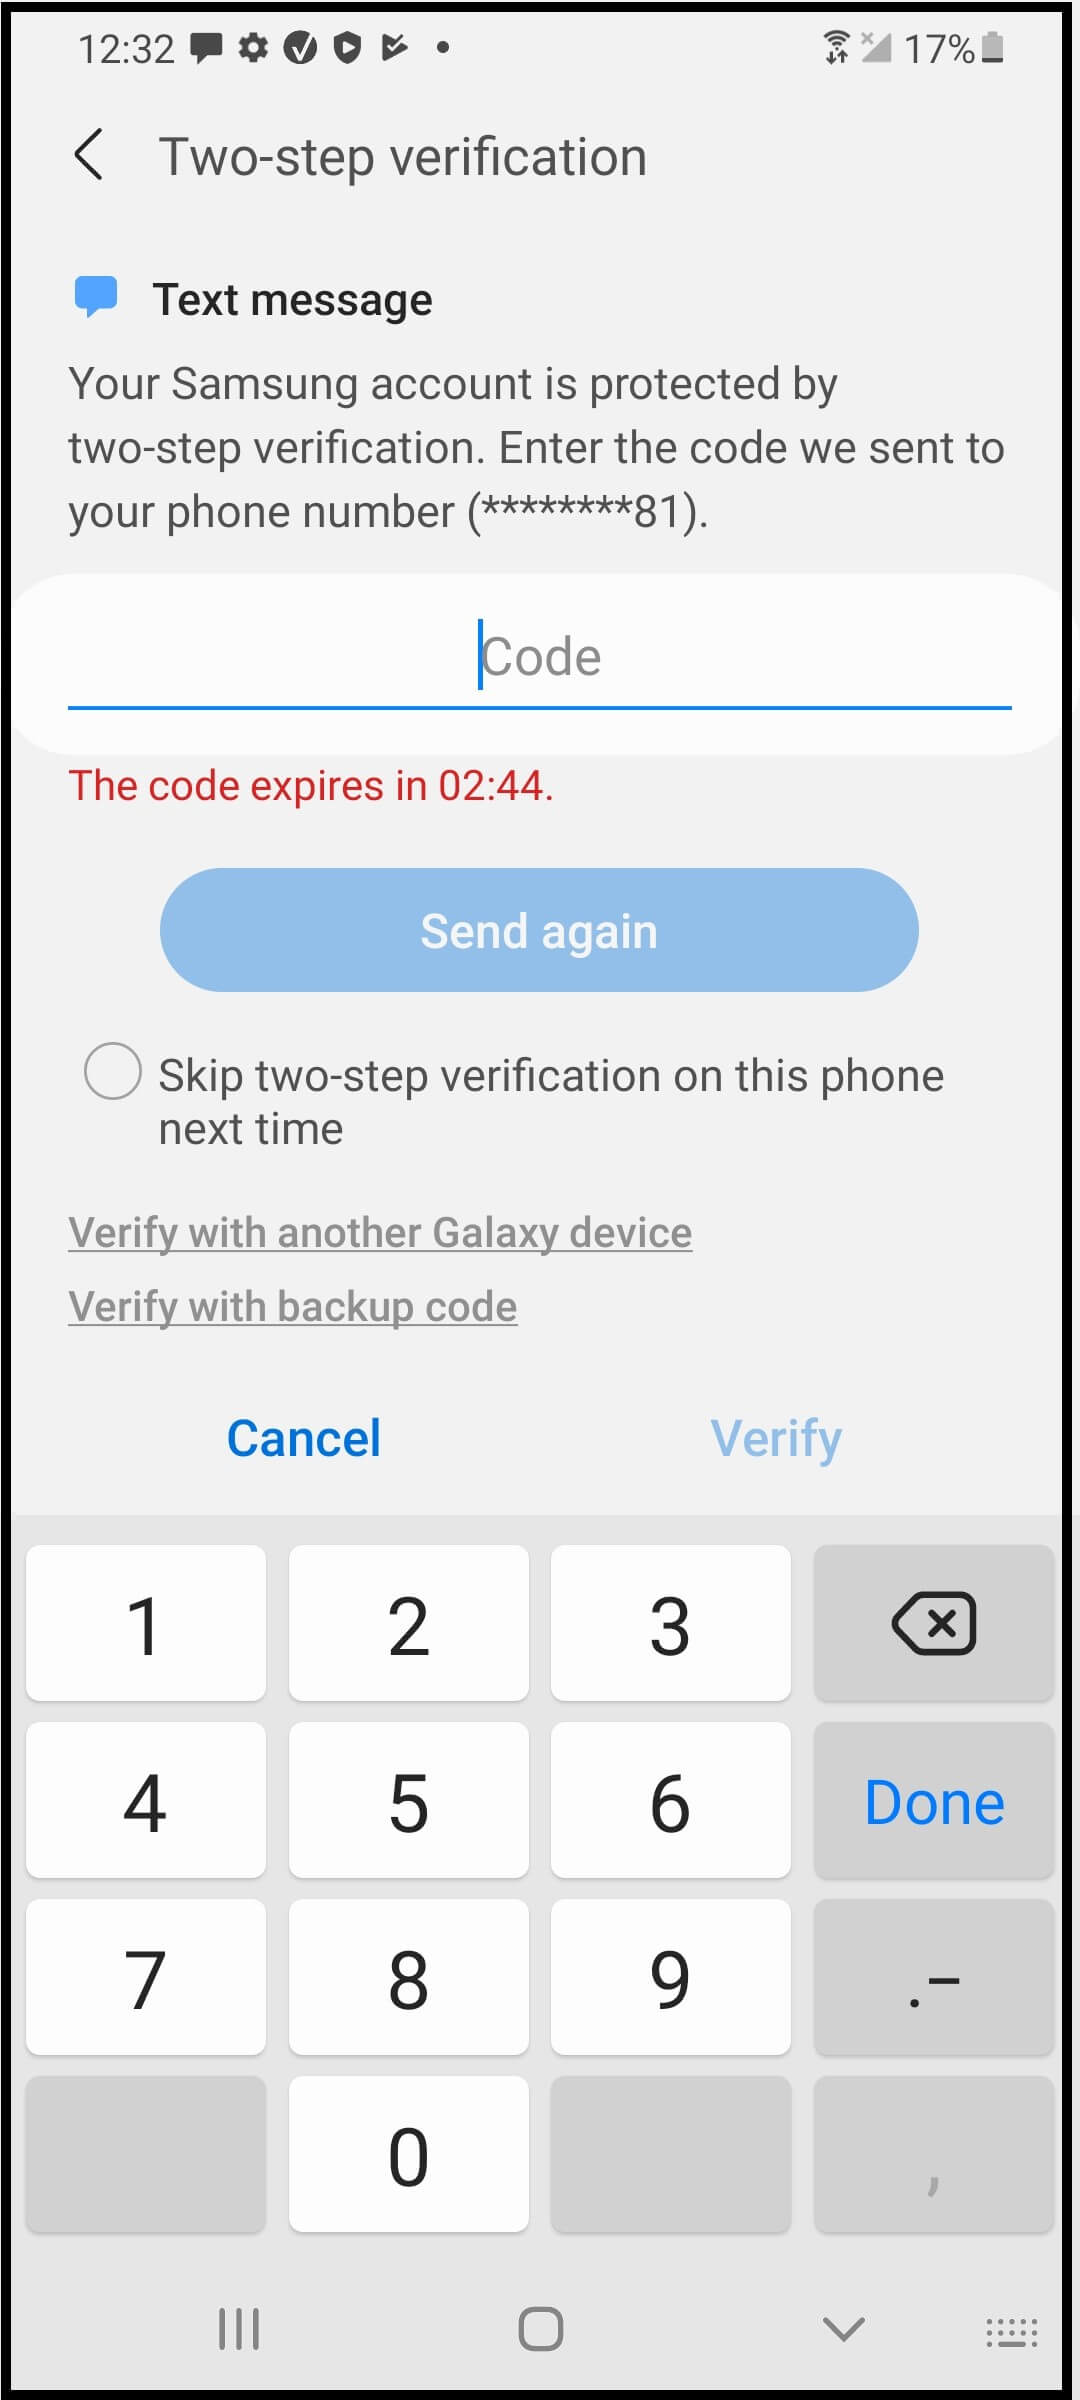 12:32 17%
Two-step verification
Text message
Your Samsung account is protected by
two-step verification. Enter the code we sent to
your phone number (********81).
Code
The code expires in 02:44.
Send again
Skip two-step verification on this phone
next time
Verify with another Galaxy device
Verify with backup code
Cancel Verify
1 2 3
4 5 6 Done
7 8 9 .-
0 ,